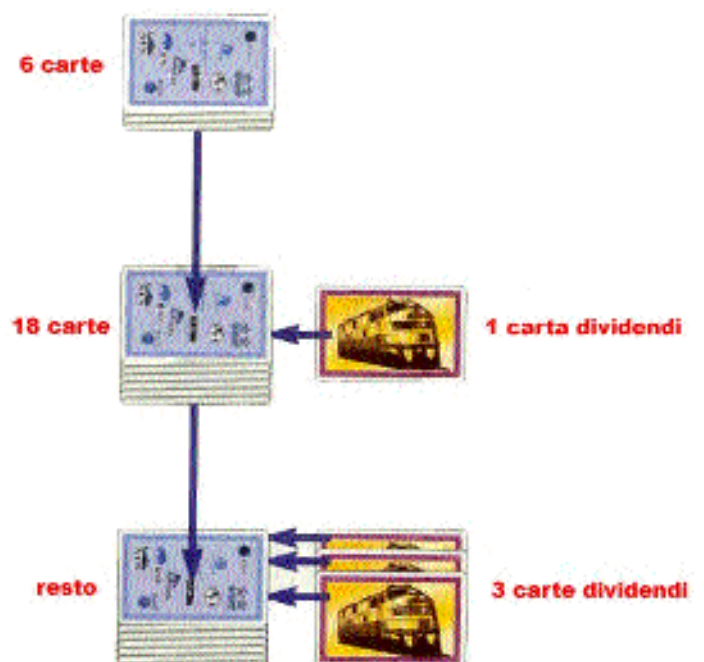 6 carte
18 carte
1 carta dividendi
resto
3 carte dividendi